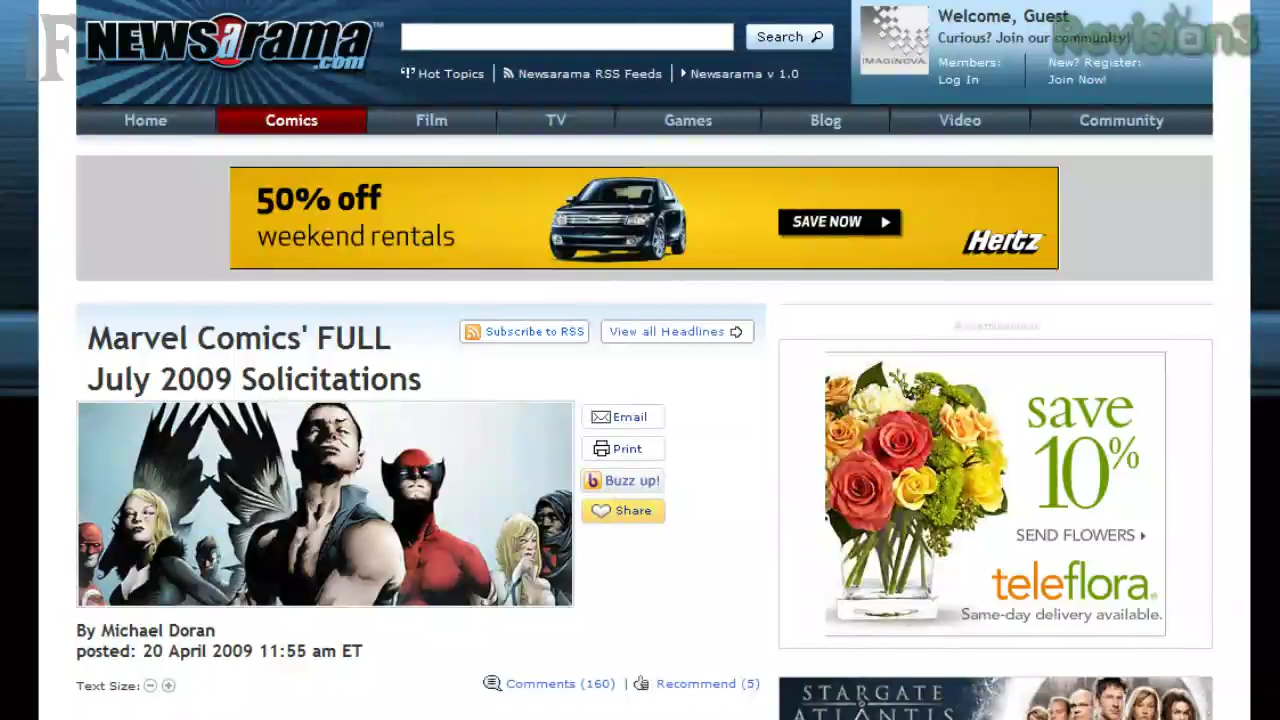 F
NEWSarama
.com
TM
Search
Hot Topics
Newsarama RSS Feeds
Newsarama v 1.0
IMAGINOVA
Welcome, Guest
Curious? Join our community!
Members:
Log In
New? Register:
Join Now!
Revision3
Home
Comics
Film
TV
Games
Blog
Video
Community
50% off
weekend rentals
SAVE NOW
Hertz
Marvel Comics' FULL
July 2009 Solicitations
Subscribe to RSS
View all Headlines
Email
Print
Buzz up!
Share
Advertisement
save
10%
SEND FLOWERS
teleflora.
Same-day delivery available.
By Michael Doran
posted: 20 April 2009 11:55 am ET
Text Size:
Comments (160) | Recommend (5)
STARGATE
ATLANTIS